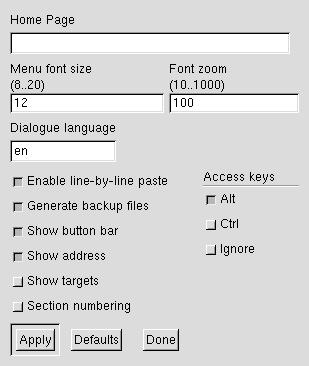 Home Page
Menu font size Font zoom
(8..20) (10..1000)
12 100
Dialogue language
en
Enable line-by-line paste
Generate backup files
Show button bar
Show address
Show targets
Section numbering
Access keys
Alt
Ctrl
Ignore
Apply Defaults Done